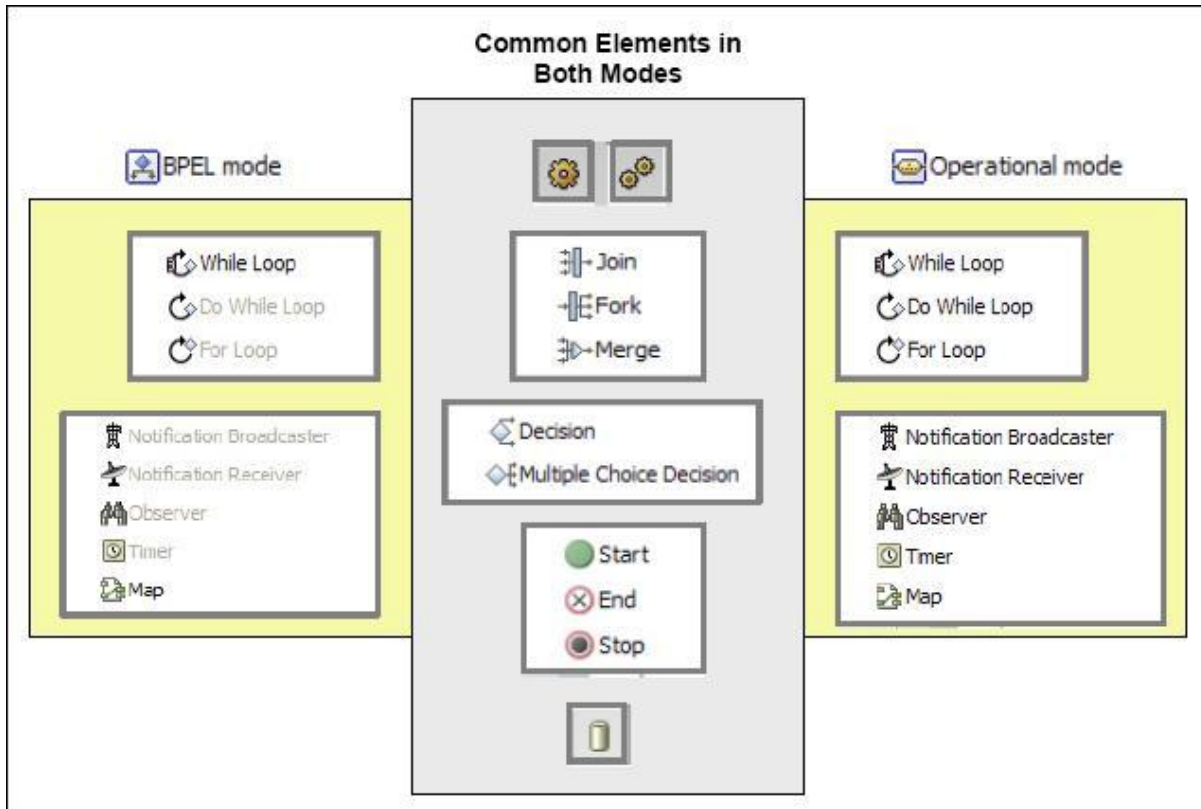 Common Elements in
Both Modes
BPEL mode
While Loop
Do While Loop
For Loop
Notification Broadcaster
Notification Receiver
Observer
Timer
Map
Join
Fork
Merge
Decision
Multiple Choice Decision
Start
End
Stop
Operational mode
While Loop
Do While Loop
For Loop
Notification Broadcaster
Notification Receiver
Observer
Timer
Map